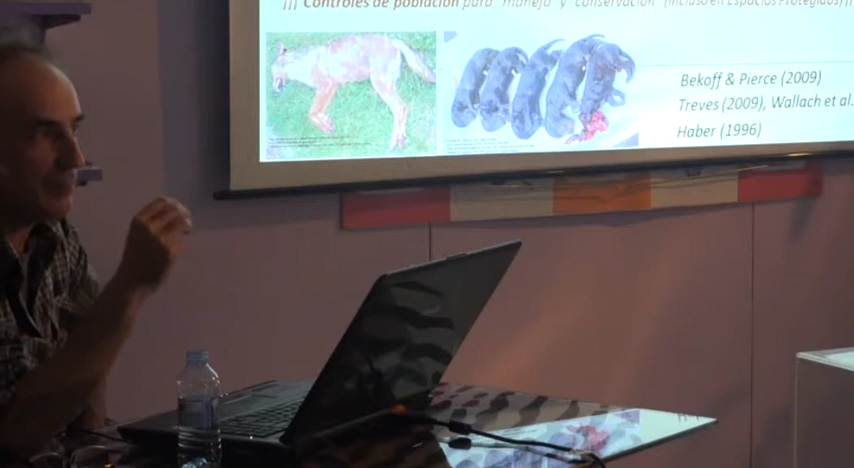 ¡¡¡ Controles de población para manejo y conservación (incluso en Espacios Protegidos)
Bekoff & Pierce (2009)
Treves (2009), Wallach et al.
Haber (1996)